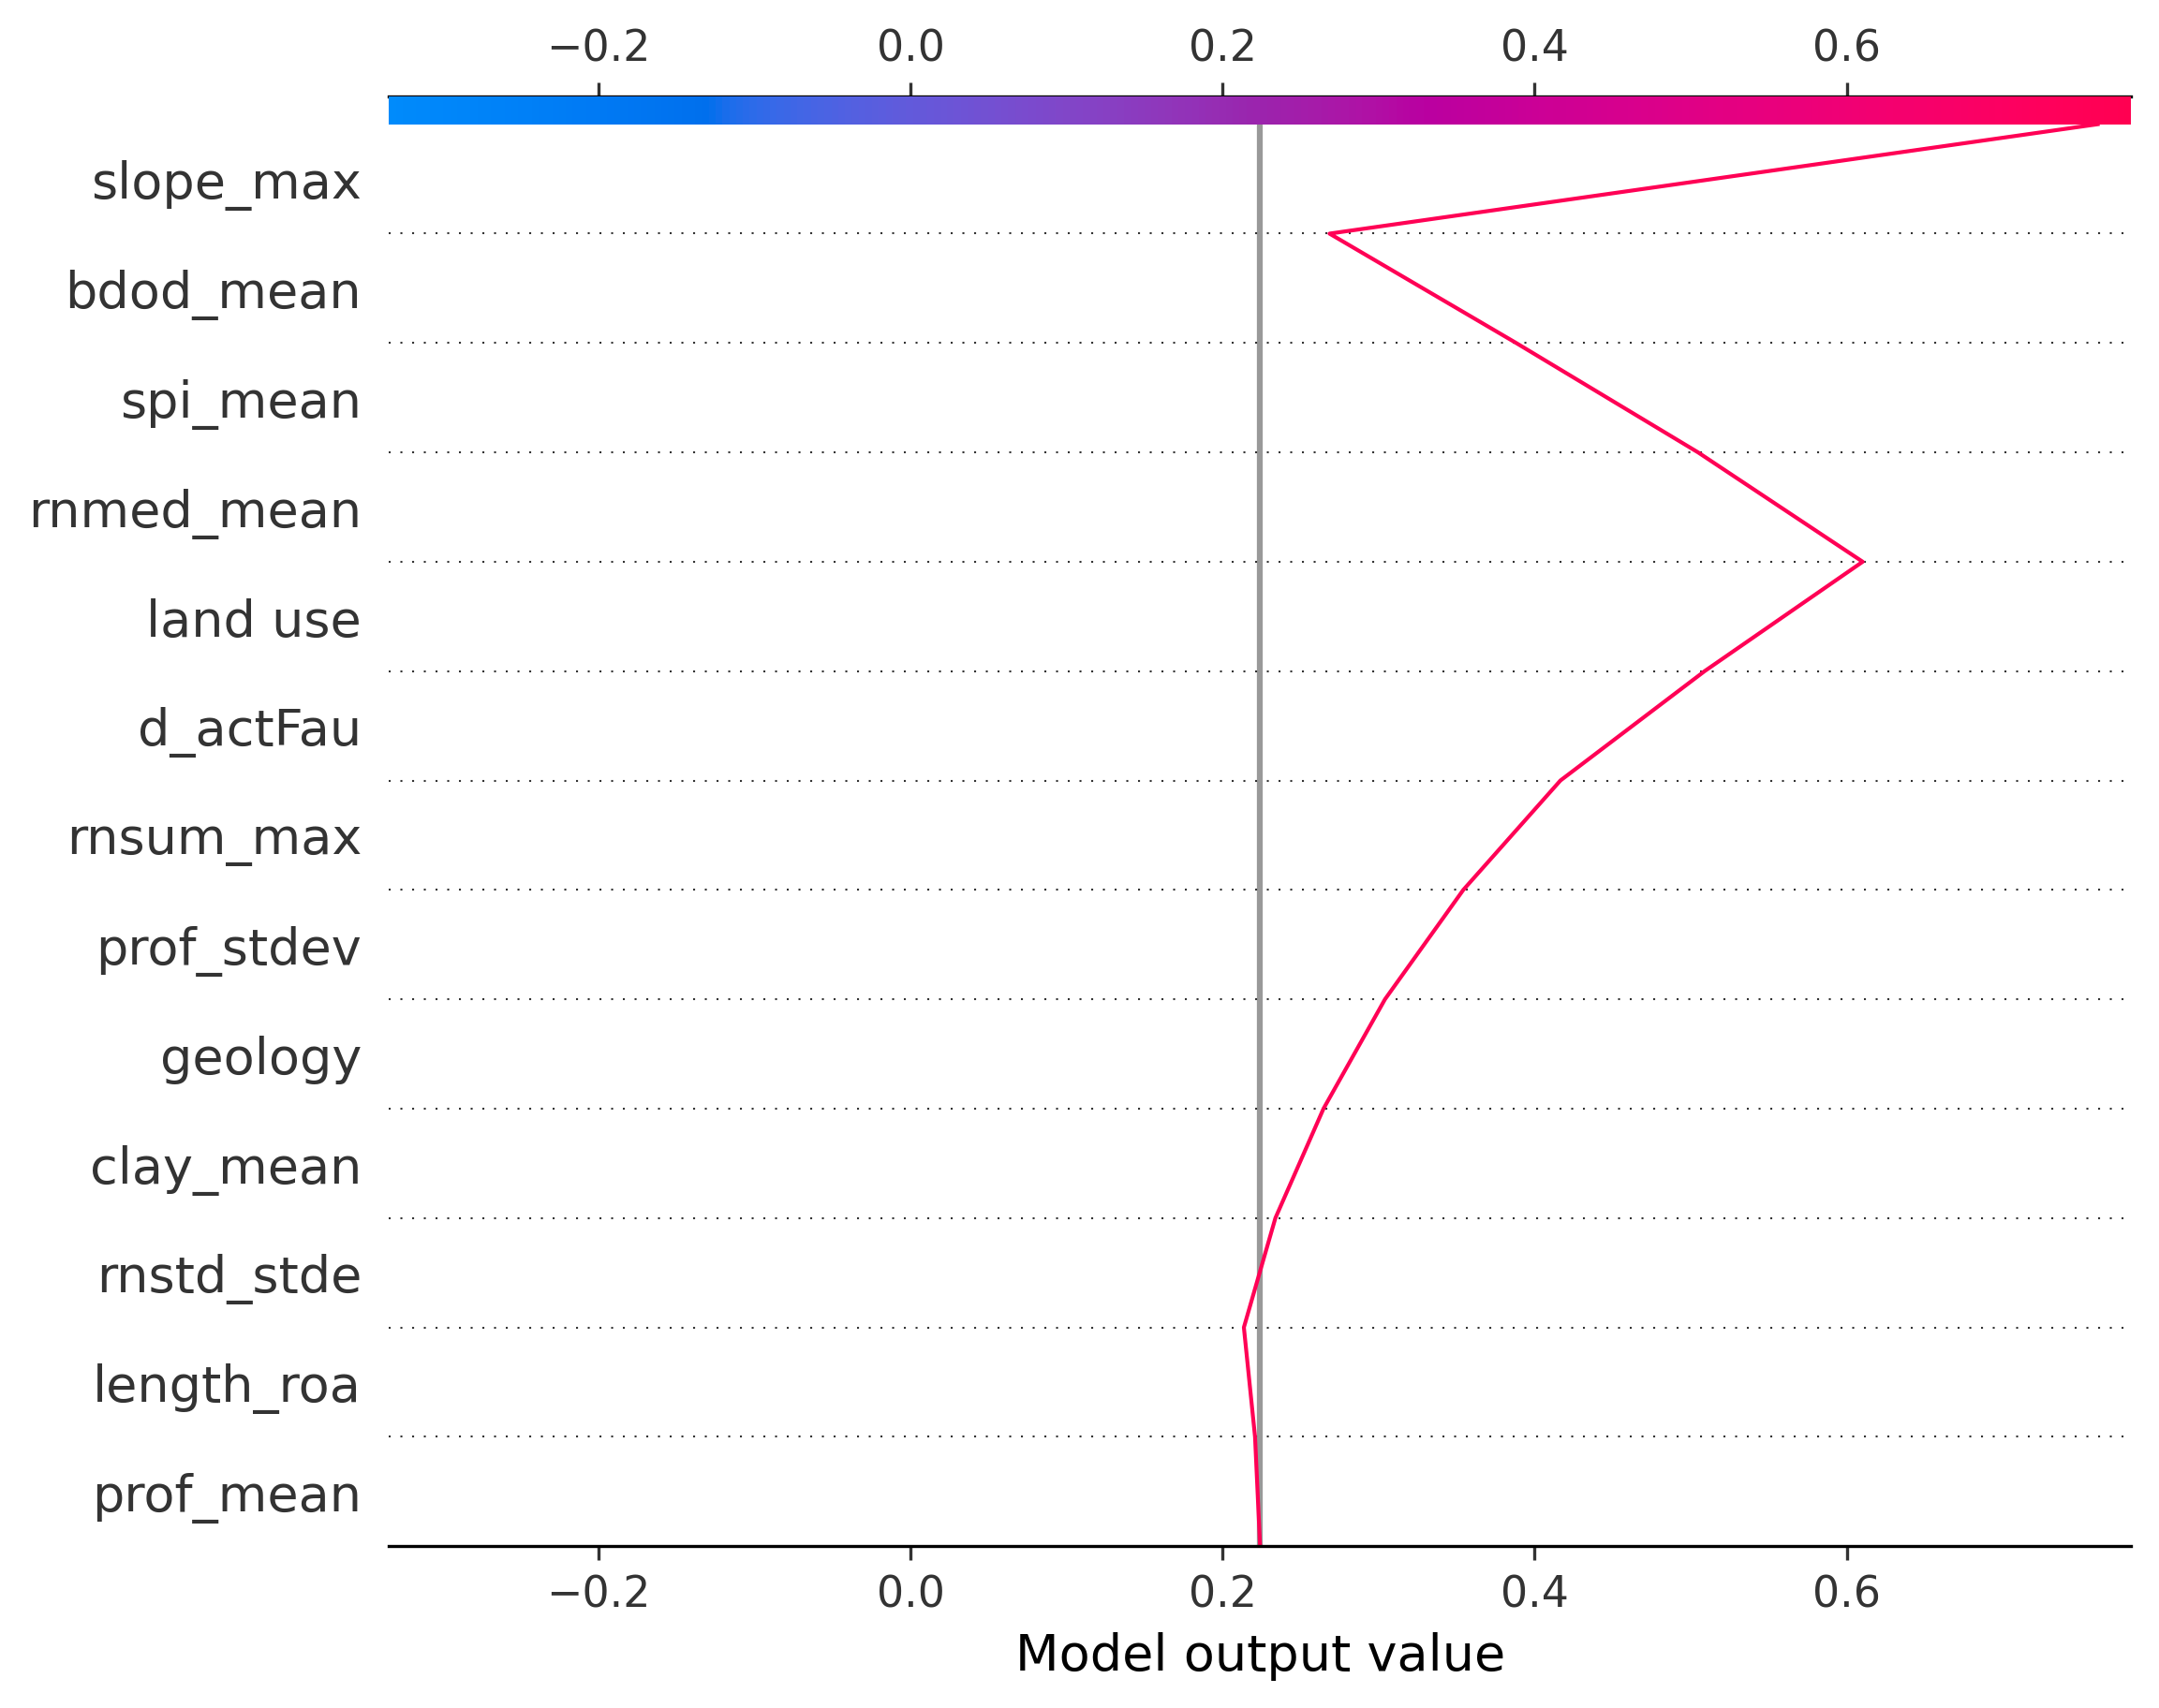 −0.2 0.0 0.2 0.4 0.6
slope_max
bdod_mean
spi_mean
rnmed_mean
land use
d_actFau
rnsum_max
prof_stdev
geology
clay_mean
rnstd_stde
length_roa
prof_mean
−0.2 0.0 0.2 0.4 0.6
Model output value